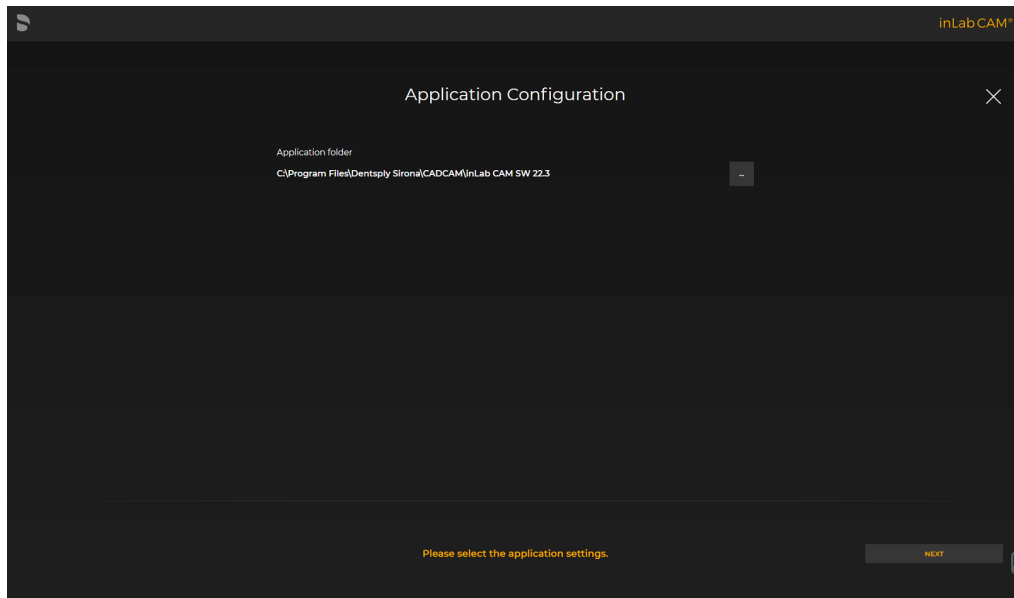 inLab CAM®
Application Configuration
Application folder
C:\Program Files\Dentsply Sirona\CADCAM\inLab CAM SW 22.3
...
Please select the application settings.
NEXT